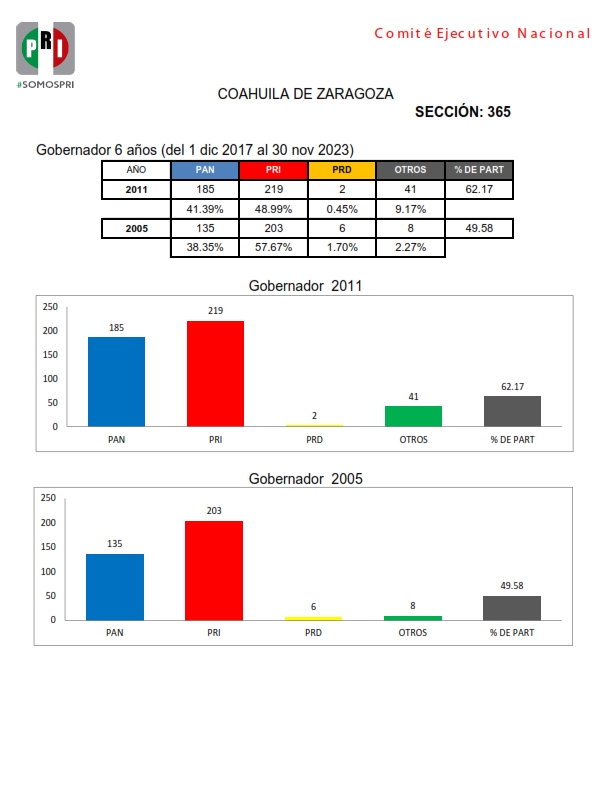 PRI
#SOMOSPRI
Comité Ejecutivo Nacional
COAHUILA DE ZARAGOZA
SECCIÓN: 365
Gobernador 6 años (del 1 dic 2017 al 30 nov 2023)
AÑO PAN PRI PRD OTROS % DE PART
2011 185 219 2 41 62.17
41.39% 48.99% 0.45% 9.17%
2005 135 203 6 8 49.58
38.35% 57.67% 1.70% 2.27%
Gobernador 2011
250
200
150
100
50
0
185
219
2
41
62.17
PAN PRI PRD OTROS % DE PART
Gobernador 2005
250
200
150
100
50
0
135
203
6
8
49.58
PAN PRI PRD OTROS % DE PART